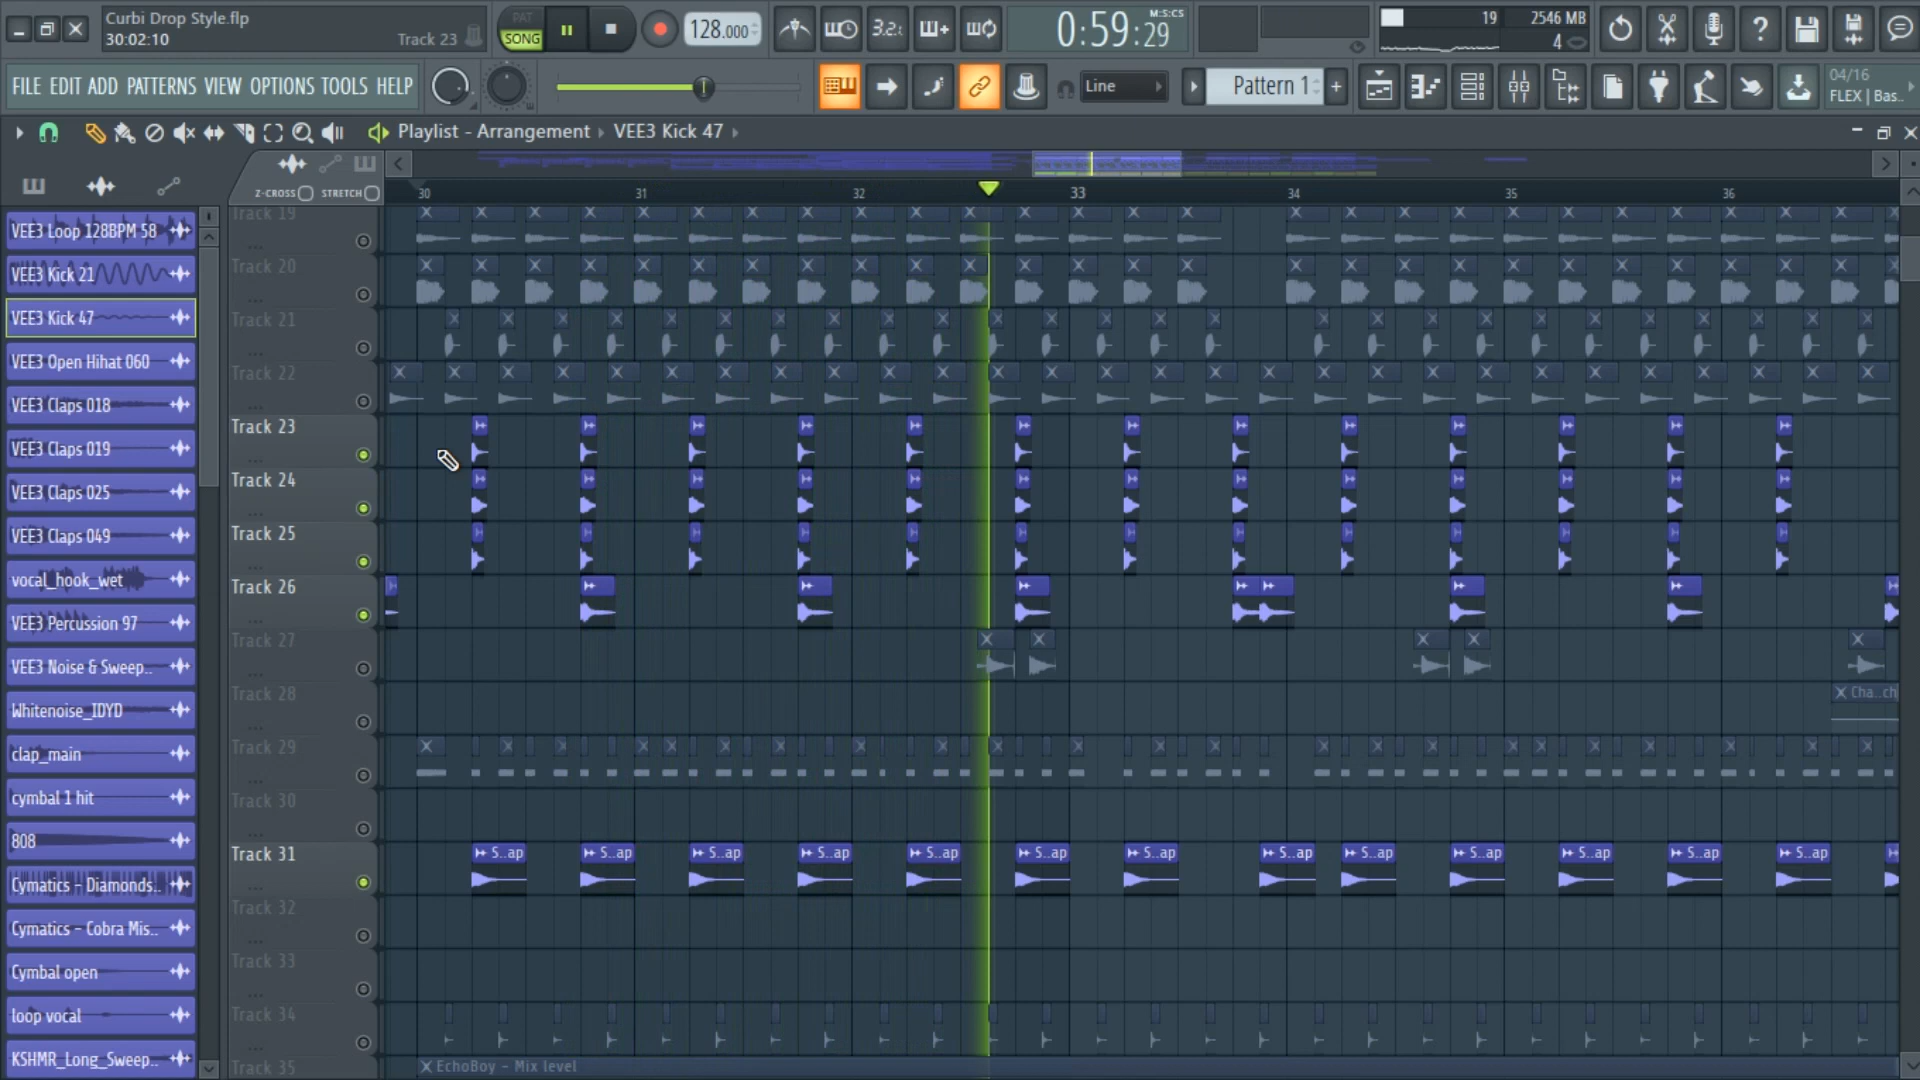 Curbi Drop Style.flp
30:02:10
Track 23
PAT
SONG
128.000
3.2.
0:59:29
M:S:CS
19
2546 MB
4
FILE EDIT ADD PATTERNS VIEW OPTIONS TOOLS HELP
Line
Pattern 1
+
04/16
FLEX | Bas..
Playlist - Arrangement › VEE3 Kick 47 ›
Z-CROSS
STRETCH
30
31
32
33
34
35
36
VEE3 Loop 128BPM 58
VEE3 Kick 21
VEE3 Kick 47
VEE3 Open Hihat 060
VEE3 Claps 018
VEE3 Claps 019
VEE3 Claps 025
VEE3 Claps 049
vocal_hook_wet
VEE3 Percussion 97
VEE3 Noise & Sweep..
Whitenoise_IDYD
clap_main
cymbal 1 hit
808
Cymatics - Diamonds..
Cymatics - Cobra Mis..
Cymbal open
loop vocal
KSHMR_Long_Sweep..
Track 19
Track 20
Track 21
Track 22
Track 23
Track 24
Track 25
Track 26
Track 27
Track 28
Cha..ch
Track 29
Track 30
Track 31
S..ap
S..ap
S..ap
S..ap
S..ap
S..ap
S..ap
S..ap
S..ap
S..ap
S..ap
S..ap
S..ap
Track 32
Track 33
Track 34
Track 35
EchoBoy - Mix level